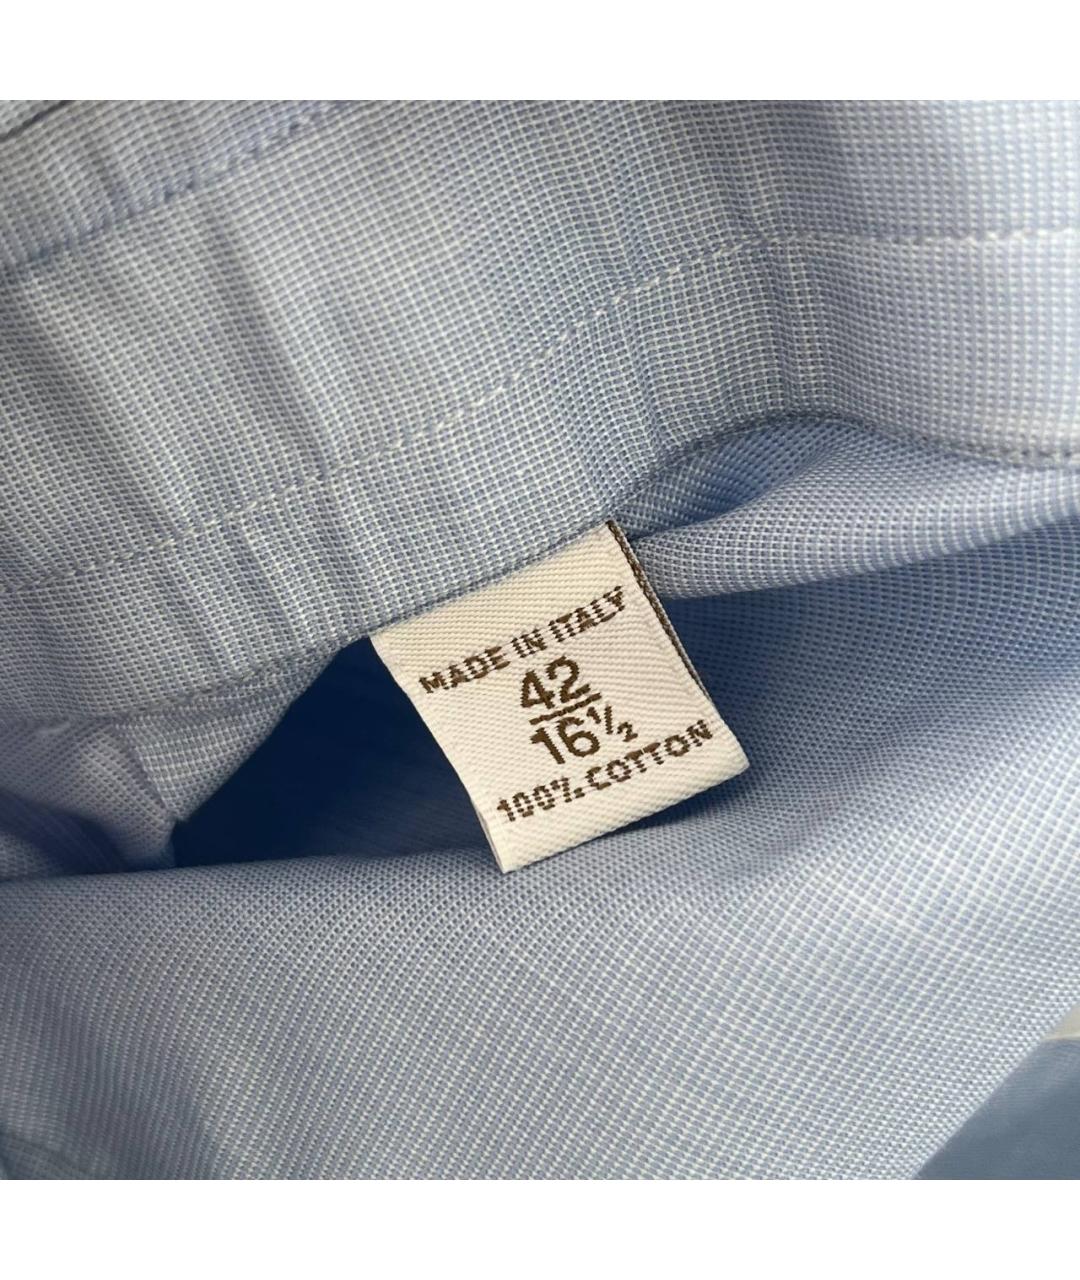 MADE IN ITALY
42
16½
100% COTTON